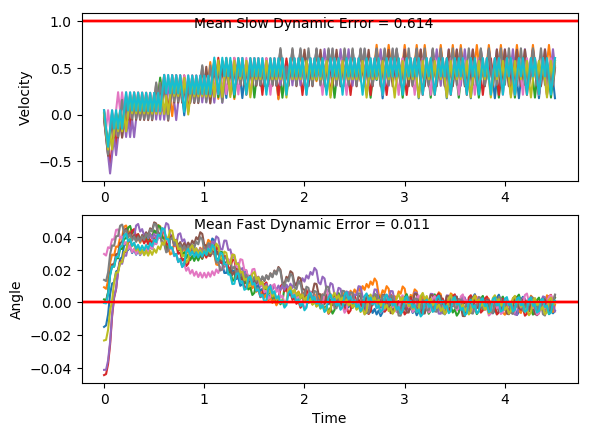 Mean Slow Dynamic Error = 0.614
1.0
0.5
0.0
−0.5
Velocity
0 1 2 3 4
Mean Fast Dynamic Error = 0.011
0.04
0.02
0.00
−0.02
−0.04
Angle
0 1 2 3 4
Time